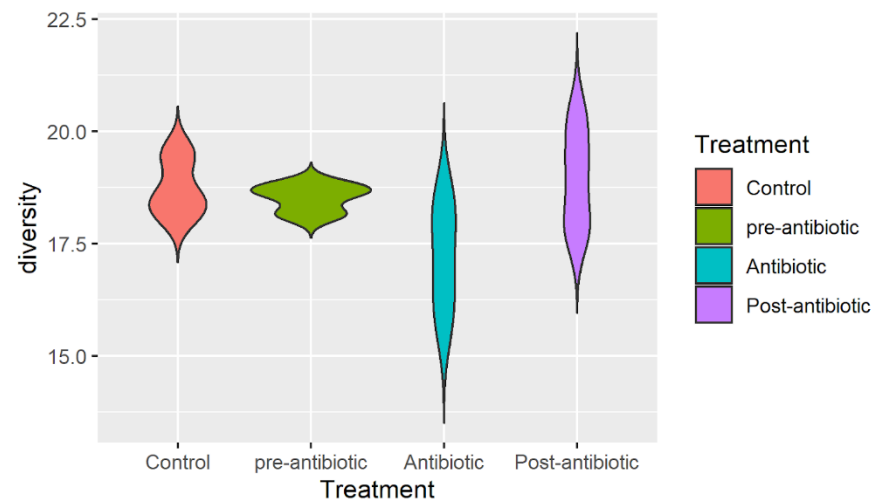 22.5
20.0
17.5
15.0
diversity
Control
pre-antibiotic
Antibiotic
Post-antibiotic
Treatment
Treatment
Control
pre-antibiotic
Antibiotic
Post-antibiotic